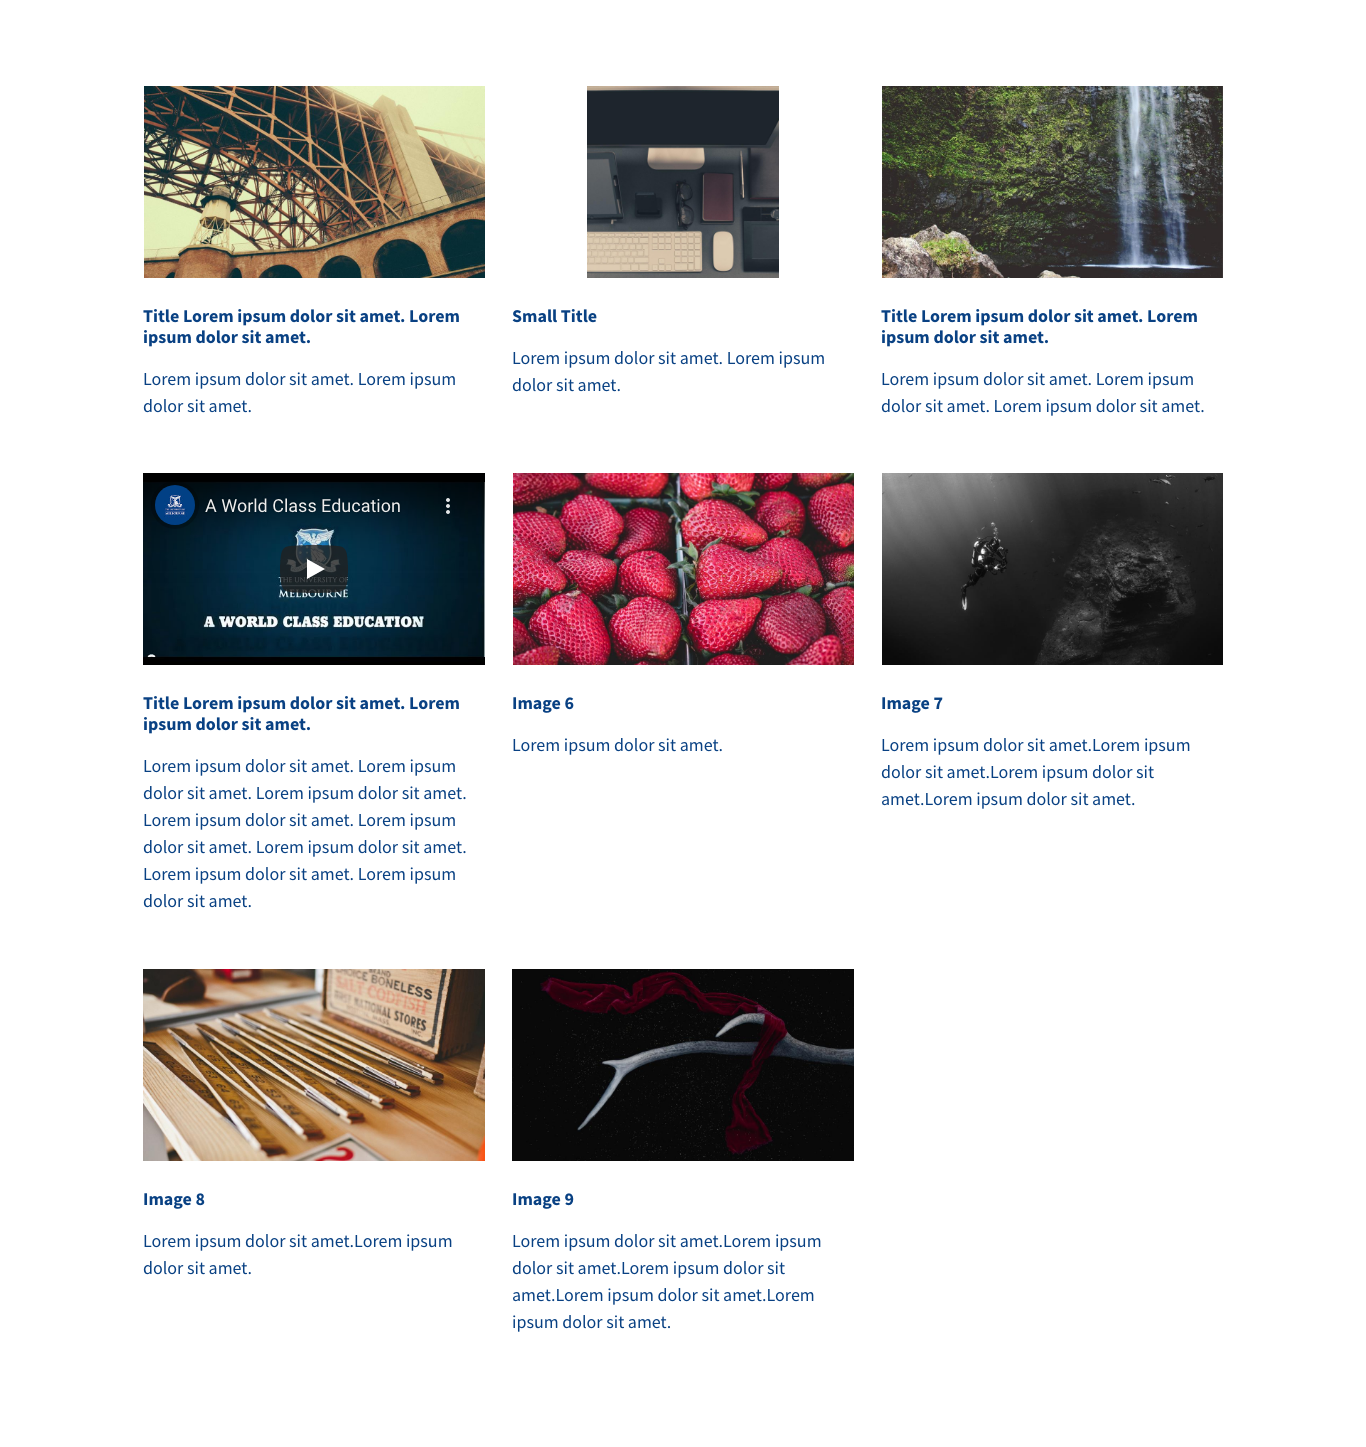 Title Lorem ipsum dolor sit amet. Lorem
ipsum dolor sit amet.
Lorem ipsum dolor sit amet. Lorem ipsum
dolor sit amet.
Small Title
Lorem ipsum dolor sit amet. Lorem ipsum
dolor sit amet.
Title Lorem ipsum dolor sit amet. Lorem
ipsum dolor sit amet.
Lorem ipsum dolor sit amet. Lorem ipsum
dolor sit amet. Lorem ipsum dolor sit amet.
A World Class Education
THE UNIVERSITY OF
MELBOURNE
A WORLD CLASS EDUCATION
Title Lorem ipsum dolor sit amet. Lorem
ipsum dolor sit amet.
Lorem ipsum dolor sit amet. Lorem ipsum
dolor sit amet. Lorem ipsum dolor sit amet.
Lorem ipsum dolor sit amet. Lorem ipsum
dolor sit amet. Lorem ipsum dolor sit amet.
Lorem ipsum dolor sit amet. Lorem ipsum
dolor sit amet.
Image 6
Lorem ipsum dolor sit amet.
Image 7
Lorem ipsum dolor sit amet.Lorem ipsum
dolor sit amet.Lorem ipsum dolor sit
amet.Lorem ipsum dolor sit amet.
BONELESS
CODFISH
NATIONAL STORES
Image 8
Lorem ipsum dolor sit amet.Lorem ipsum
dolor sit amet.
Image 9
Lorem ipsum dolor sit amet.Lorem ipsum
dolor sit amet.Lorem ipsum dolor sit
amet.Lorem ipsum dolor sit amet.Lorem
ipsum dolor sit amet.